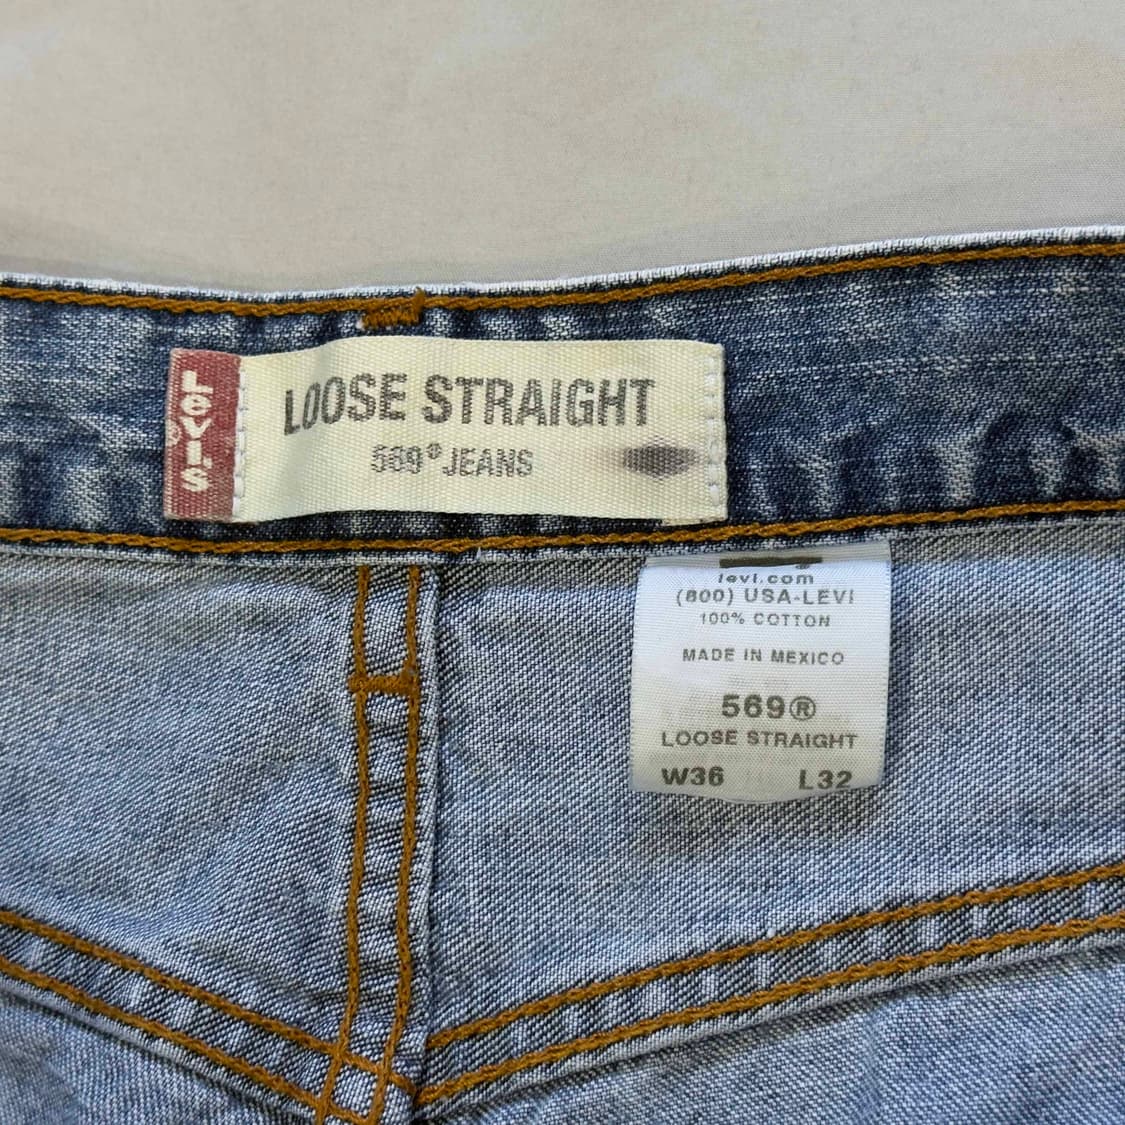 Levi's®
LOOSE STRAIGHT
569® JEANS
levi.com
(800) USA-LEVI
100% COTTON
MADE IN MEXICO
569®
LOOSE STRAIGHT
W36 L32